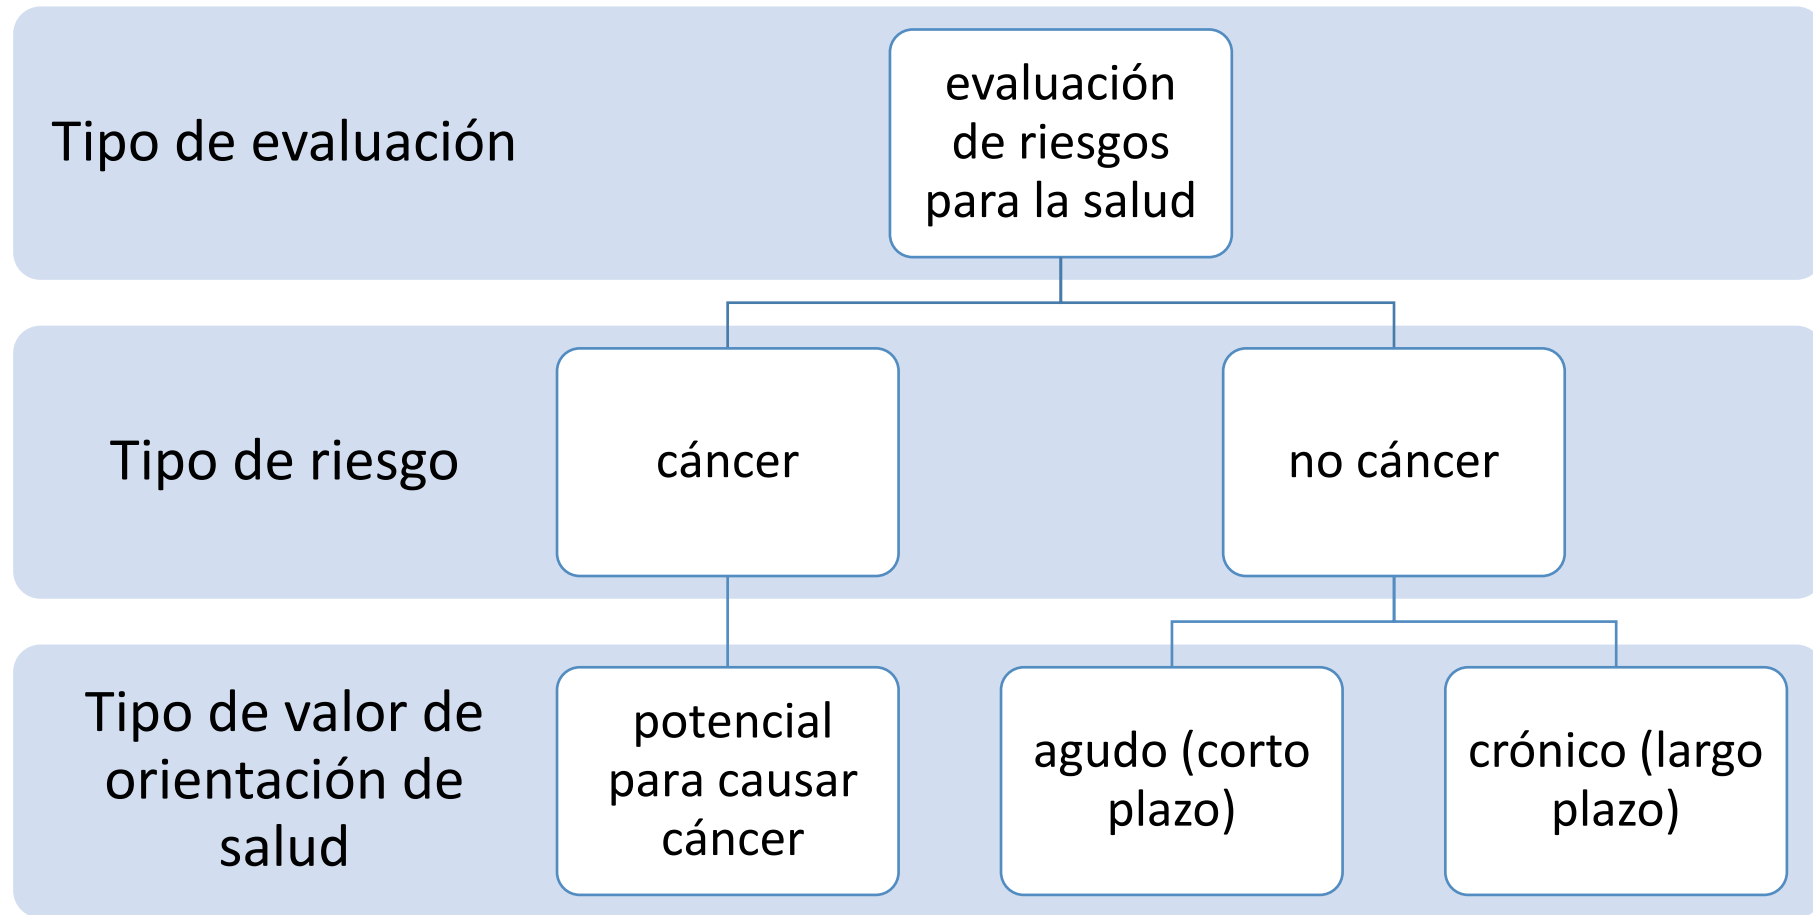 Tipo de evaluación
evaluación
de riesgos
para la salud
Tipo de riesgo
cáncer
no cáncer
Tipo de valor de
orientación de
salud
potencial
para causar
cáncer
agudo (corto
plazo)
crónico (largo
plazo)